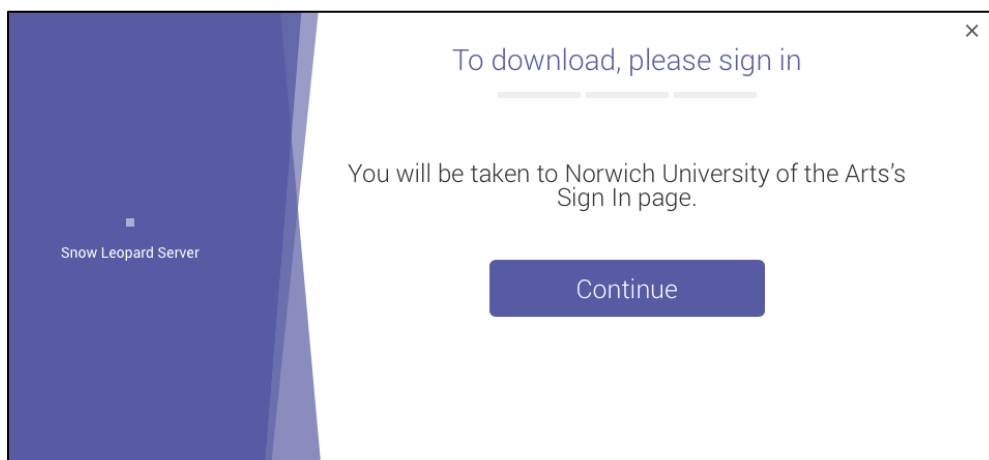 To download, please sign in
You will be taken to Norwich University of the Arts’s
Sign In page.
Snow Leopard Server
Continue